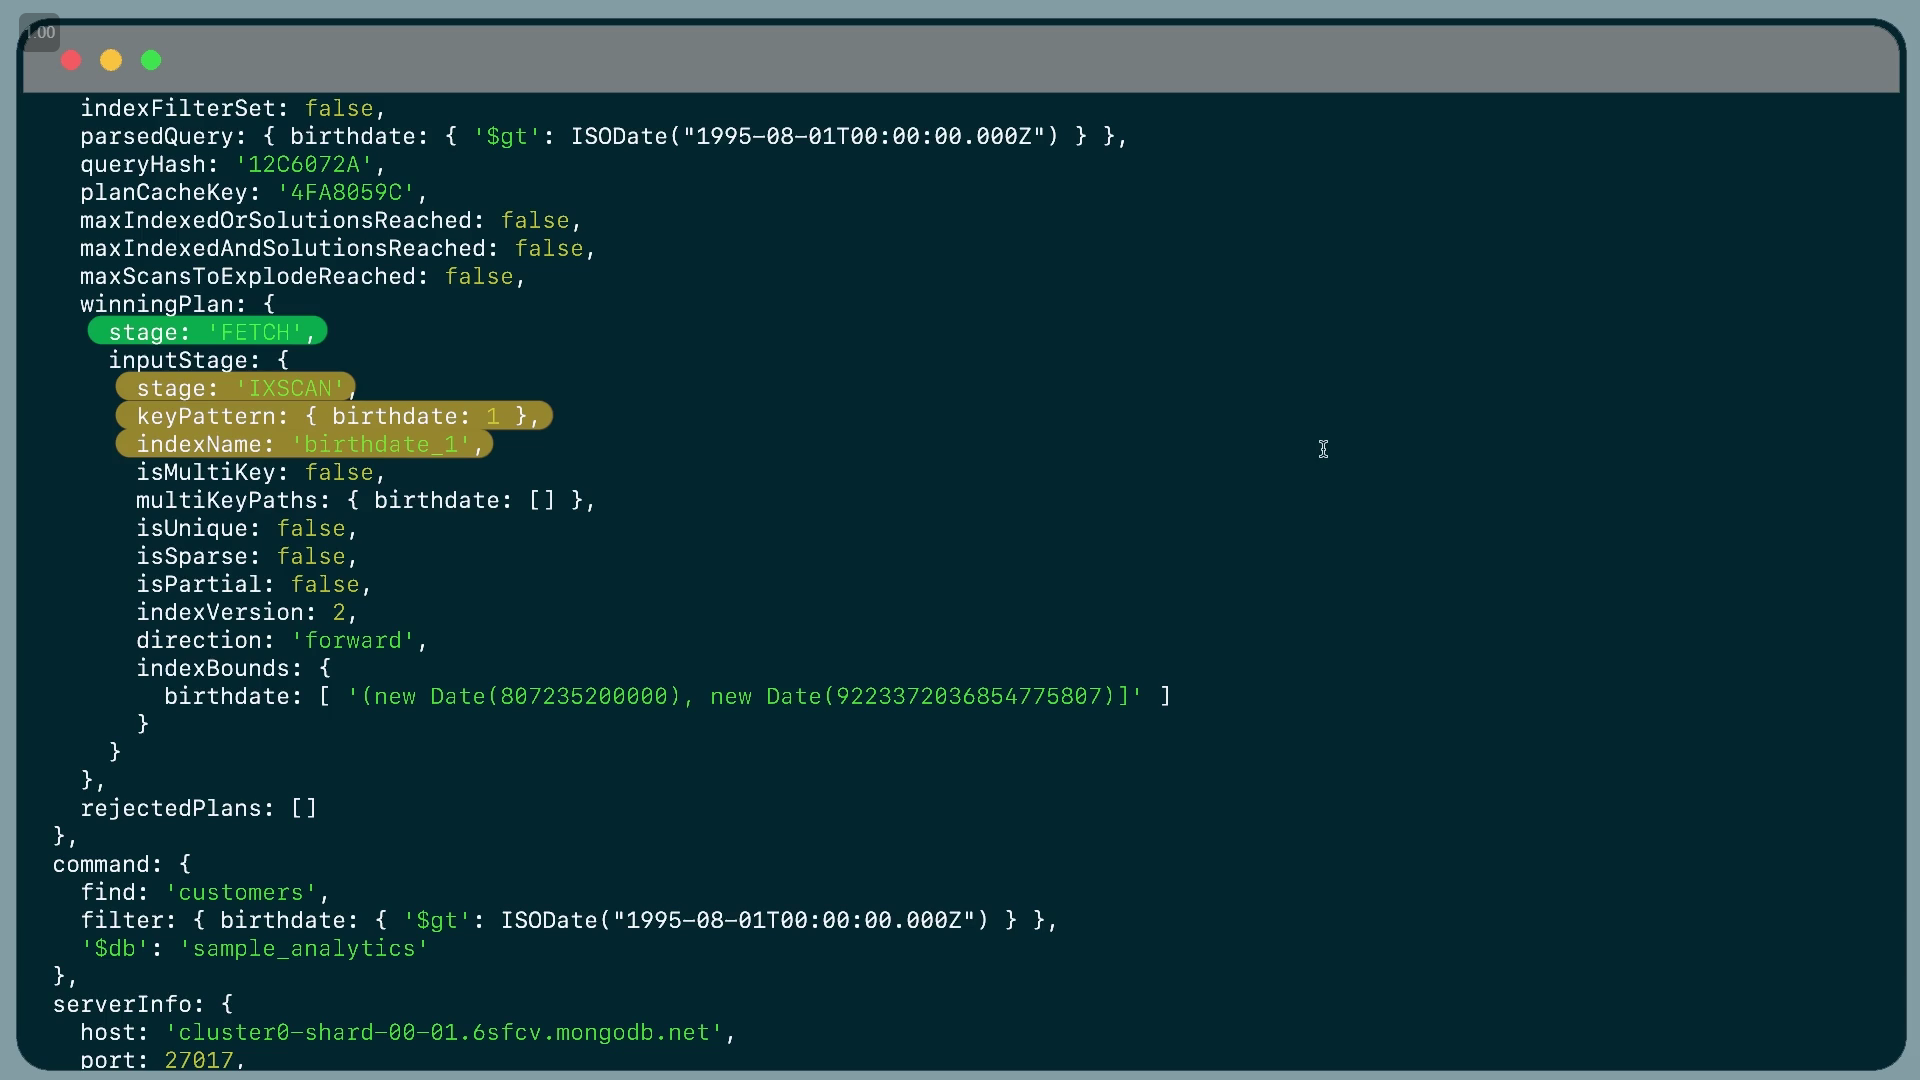 1.00
indexFilterSet: false,
parsedQuery: { birthdate: { '$gt': ISODate("1995-08-01T00:00:00.000Z") } },
queryHash: '12C6072A',
planCacheKey: '4FA8059C',
maxIndexedOrSolutionsReached: false,
maxIndexedAndSolutionsReached: false,
maxScansToExplodeReached: false,
winningPlan: {
stage: 'FETCH',
inputStage: {
stage: 'IXSCAN',
keyPattern: { birthdate: 1 },
indexName: 'birthdate_1',
isMultiKey: false,
multiKeyPaths: { birthdate: [] },
isUnique: false,
isSparse: false,
isPartial: false,
indexVersion: 2,
direction: 'forward',
indexBounds: {
birthdate: [ '(new Date(807235200000), new Date(9223372036854775807)]' ]
}
}
},
rejectedPlans: []
},
command: {
find: 'customers',
filter: { birthdate: { '$gt': ISODate("1995-08-01T00:00:00.000Z") } },
'$db': 'sample_analytics'
},
serverInfo: {
host: 'cluster0-shard-00-01.6sfcv.mongodb.net',
port: 27017,